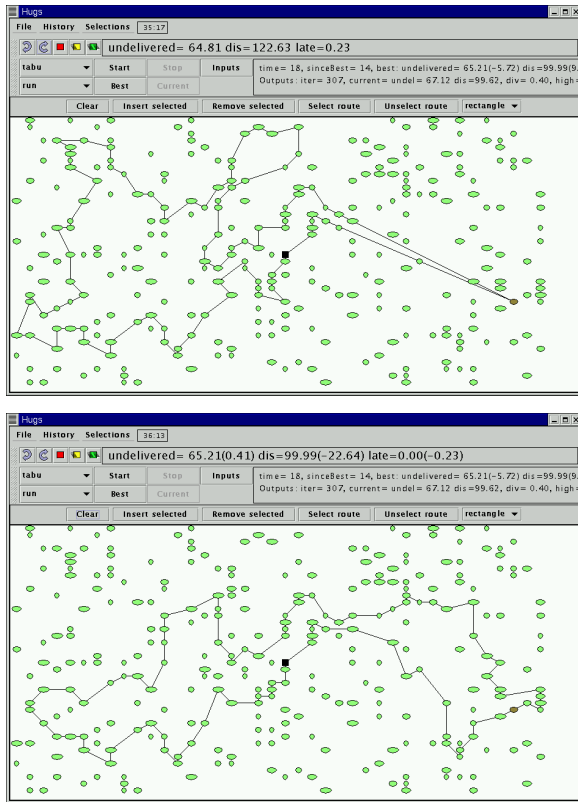 Hugs
File History Selections 35:17
undelivered= 64.81 dis=122.63 late=0.23
tabu Start Stop Inputs time= 18, sinceBest= 14, best: undelivered= 65.21(-5.72) dis=99.99(9.
run Best Current Outputs: iter= 307, current= undel= 67.12 dis=99.62, div= 0.40, high=
Clear Insert selected Remove selected Select route Unselect route rectangle
Hugs
File History Selections 36:13
undelivered= 65.21(0.41) dis=99.99(-22.64) late=0.00(-0.23)
tabu Start Stop Inputs time= 18, sinceBest= 14, best: undelivered= 65.21(-5.72) dis=99.99(9.
run Best Current Outputs: iter= 307, current= undel= 67.12 dis=99.62, div= 0.40, high=
Clear Insert selected Remove selected Select route Unselect route rectangle